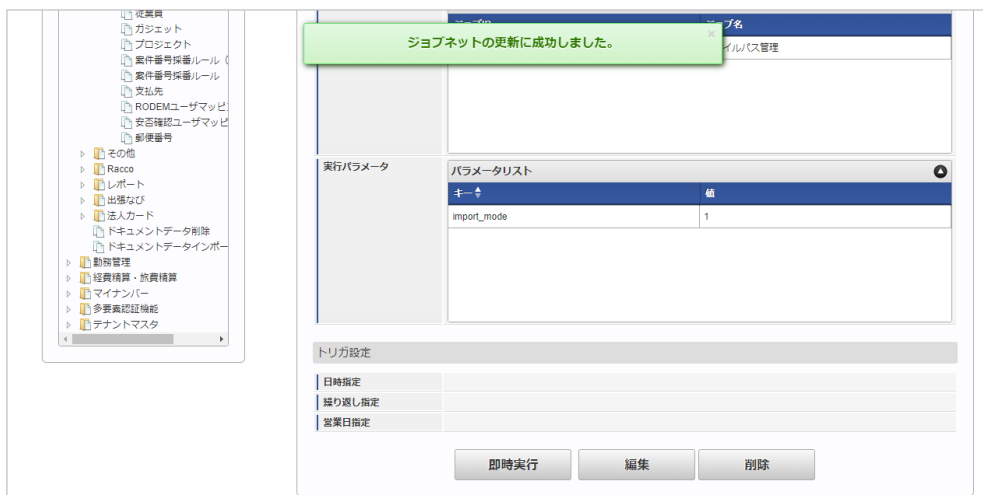 従業員
ガジェット
プロジェクト
案件番号採番ルール（
案件番号採番ルール
支払先
RODEMユーザマッピ
安否確認ユーザマッピ
郵便番号
その他
Racco
レポート
出張なび
法人カード
ドキュメントデータ削除
ドキュメントデータインポー
勤務管理
経費精算・旅費精算
マイナンバー
多要素認証機能
テナントマスタ
ジョブネットの更新に成功しました。
ジョブ名
イルパス管理
実行パラメータ
パラメータリスト
キー 値
import_mode 1
トリガ設定
日時指定
繰り返し指定
営業日指定
即時実行 編集 削除